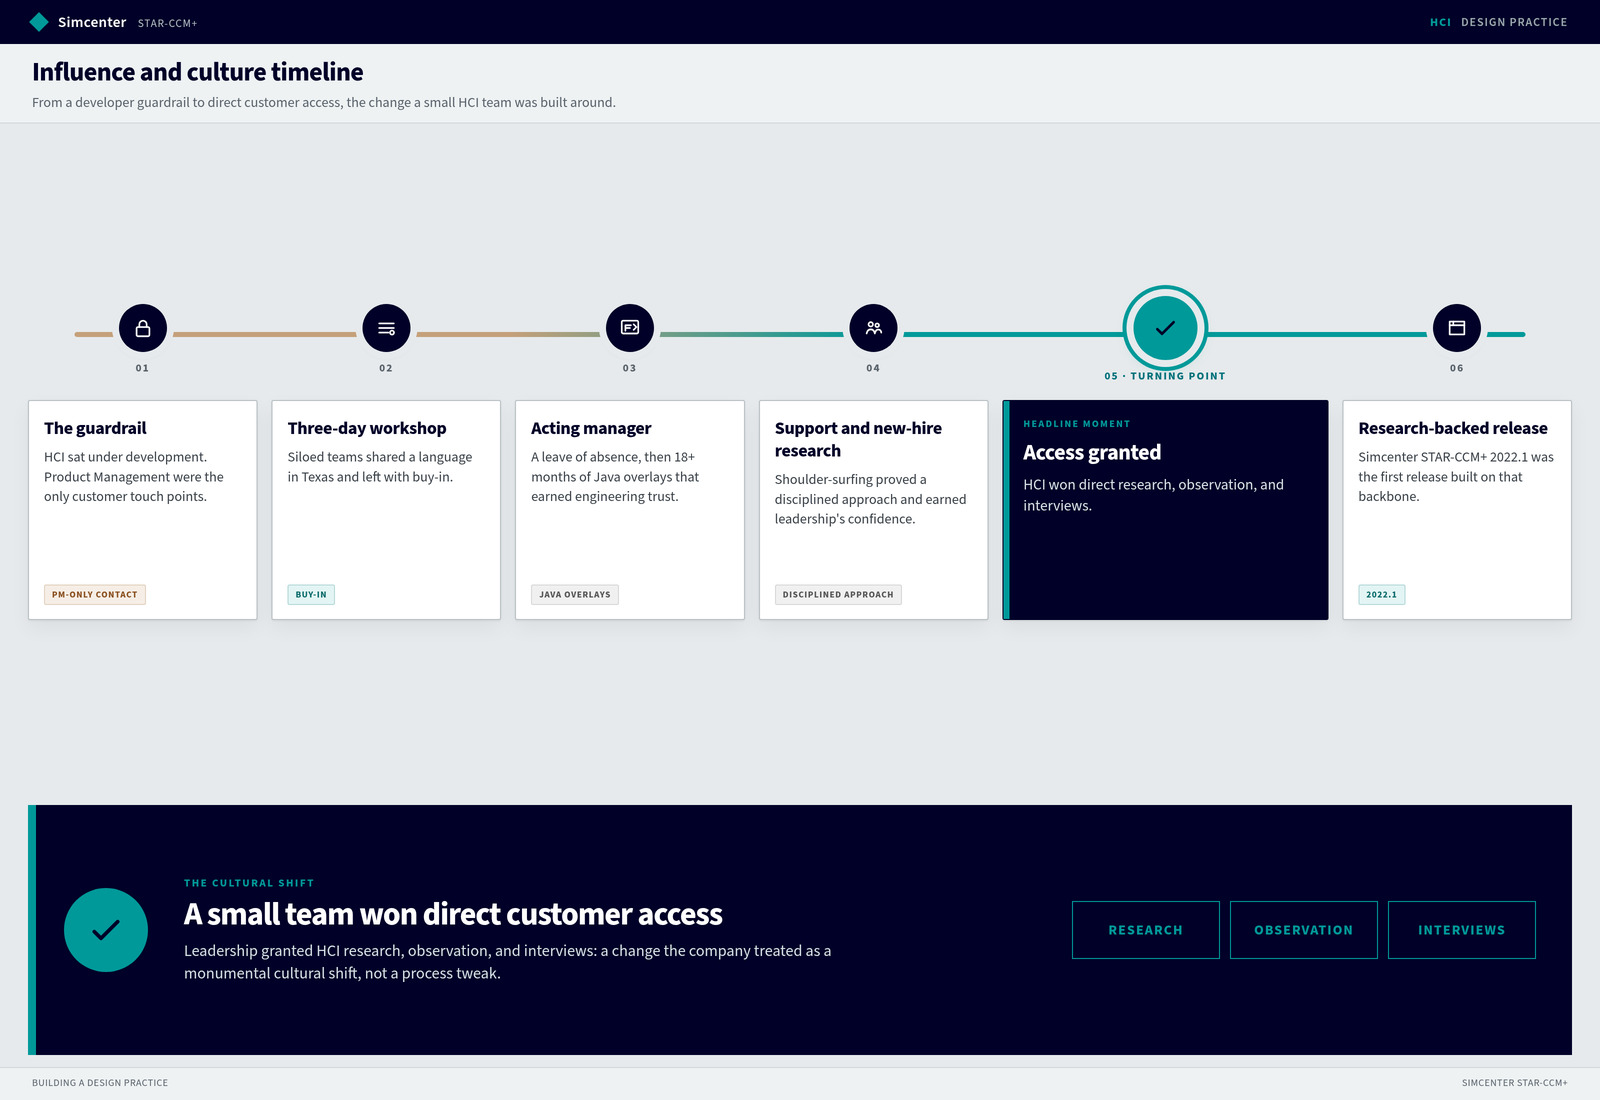 Simcenter STAR-CCM+
HCI DESIGN PRACTICE
Influence and culture timeline
From a developer guardrail to direct customer access, the change a small HCI team was built around.
01
02
03
04
05 · TURNING POINT
06
The guardrail
HCI sat under development.
Product Management were the
only customer touch points.
PM-ONLY CONTACT
Three-day workshop
Siloed teams shared a language
in Texas and left with buy-in.
BUY-IN
Acting manager
A leave of absence, then 18+
months of Java overlays that
earned engineering trust.
JAVA OVERLAYS
Support and new-hire
research
Shoulder-surfing proved a
disciplined approach and earned
leadership's confidence.
DISCIPLINED APPROACH
HEADLINE MOMENT
Access granted
HCI won direct research, observation, and
interviews.
Research-backed release
Simcenter STAR-CCM+ 2022.1 was
the first release built on that
backbone.
2022.1
THE CULTURAL SHIFT
A small team won direct customer access
Leadership granted HCI research, observation, and interviews: a change the company treated as a
monumental cultural shift, not a process tweak.
RESEARCH
OBSERVATION
INTERVIEWS
BUILDING A DESIGN PRACTICE
SIMCENTER STAR-CCM+